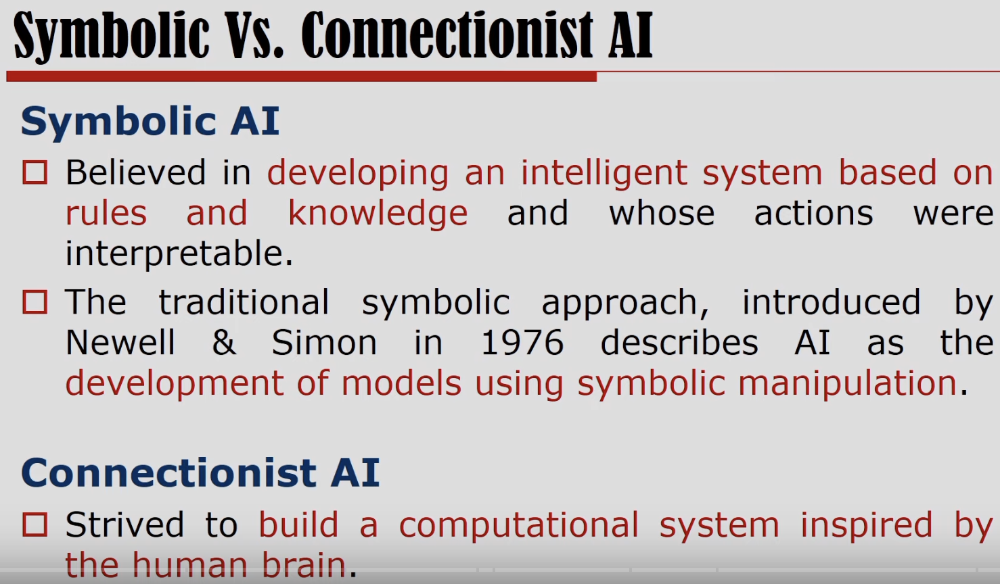 Symbolic Vs. Connectionist AI
Symbolic AI
Believed in developing an intelligent system based on
rules and knowledge and whose actions were
interpretable.
The traditional symbolic approach, introduced by
Newell & Simon in 1976 describes AI as the
development of models using symbolic manipulation.
Connectionist AI
Strived to build a computational system inspired by
the human brain.